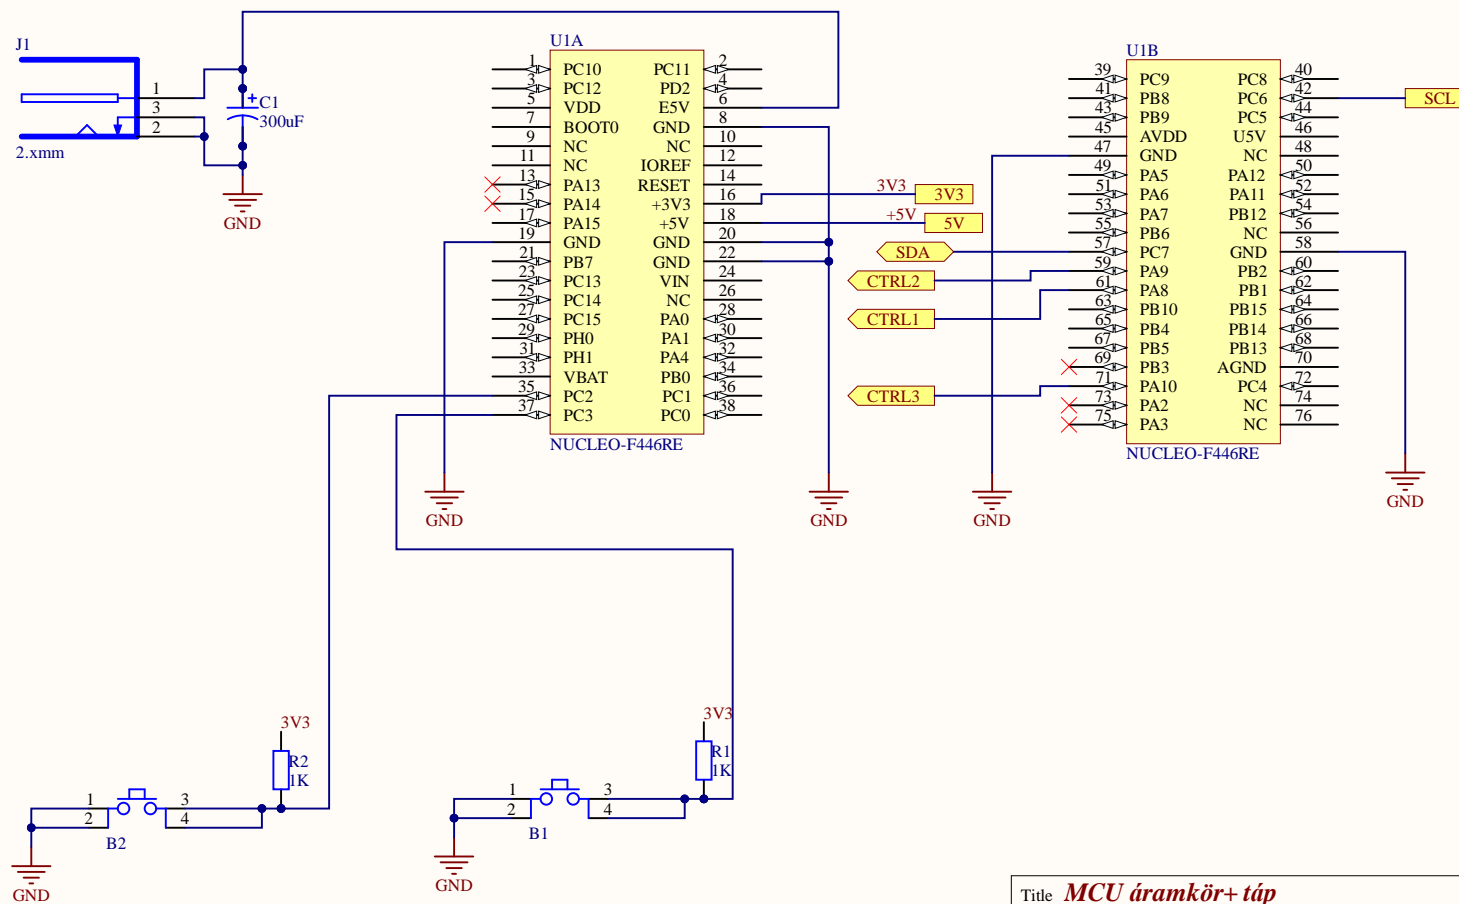 J1
1
3
2
2.xmm
+
C1
300uF
GND
U1A
1 PC10 PC11 2
3 PC12 PD2 4
5 VDD E5V 6
7 BOOT0 GND 8
9 NC NC 10
11 NC IOREF 12
13 PA13 RESET 14
15 PA14 +3V3 16
17 PA15 +5V 18
19 GND GND 20
21 PB7 GND 22
23 PC13 VIN 24
25 PC14 NC 26
27 PC15 PA0 28
29 PH0 PA1 30
31 PH1 PA4 32
33 VBAT PB0 34
35 PC2 PC1 36
37 PC3 PC0 38
NUCLEO-F446RE
3V3 3V3
+5V 5V
SDA
CTRL2
CTRL1
CTRL3
GND
GND
U1B
39 PC9 PC8 40
41 PB8 PC6 42
43 PB9 PC5 44
45 AVDD U5V 46
47 GND NC 48
49 PA5 PA12 50
51 PA6 PA11 52
53 PA7 PB12 54
55 PB6 NC 56
57 PC7 GND 58
59 PA9 PB2 60
61 PA8 PB1 62
63 PB10 PB15 64
65 PB4 PB14 66
67 PB5 PB13 68
69 PB3 AGND 70
71 PA10 PC4 72
73 PA2 NC 74
75 PA3 NC 76
NUCLEO-F446RE
SCL
GND
GND
3V3
R2
1K
1 3
2 4
B2
GND
3V3
R1
1K
1 3
2 4
B1
GND
Title MCU áramkör+ táp